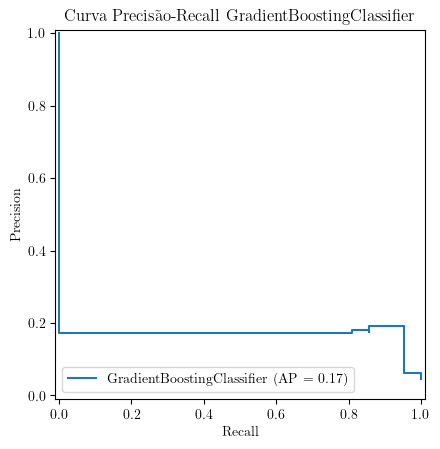 Curva Precisão-Recall GradientBoostingClassifier
1.0
0.8
0.6
0.4
0.2
0.0
Precision
GradientBoostingClassifier (AP = 0.17)
0.0 0.2 0.4 0.6 0.8 1.0
Recall